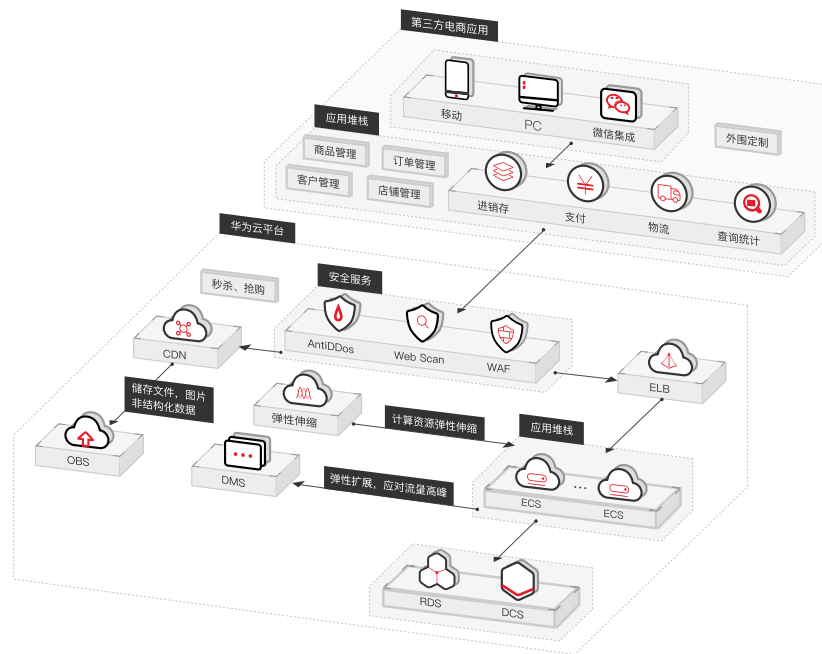 第三方电商应用
移动
PC
微信集成
外围定制
应用堆栈
商品管理
订单管理
客户管理
店铺管理
进销存
支付
物流
查询统计
华为云平台
秒杀、抢购
安全服务
AntiDDos
Web Scan
WAF
CDN
ELB
储存文件，图片
非结构化数据
弹性伸缩
计算资源弹性伸缩
应用堆栈
OBS
DMS
弹性扩展，应对流量高峰
ECS
...
ECS
RDS
DCS